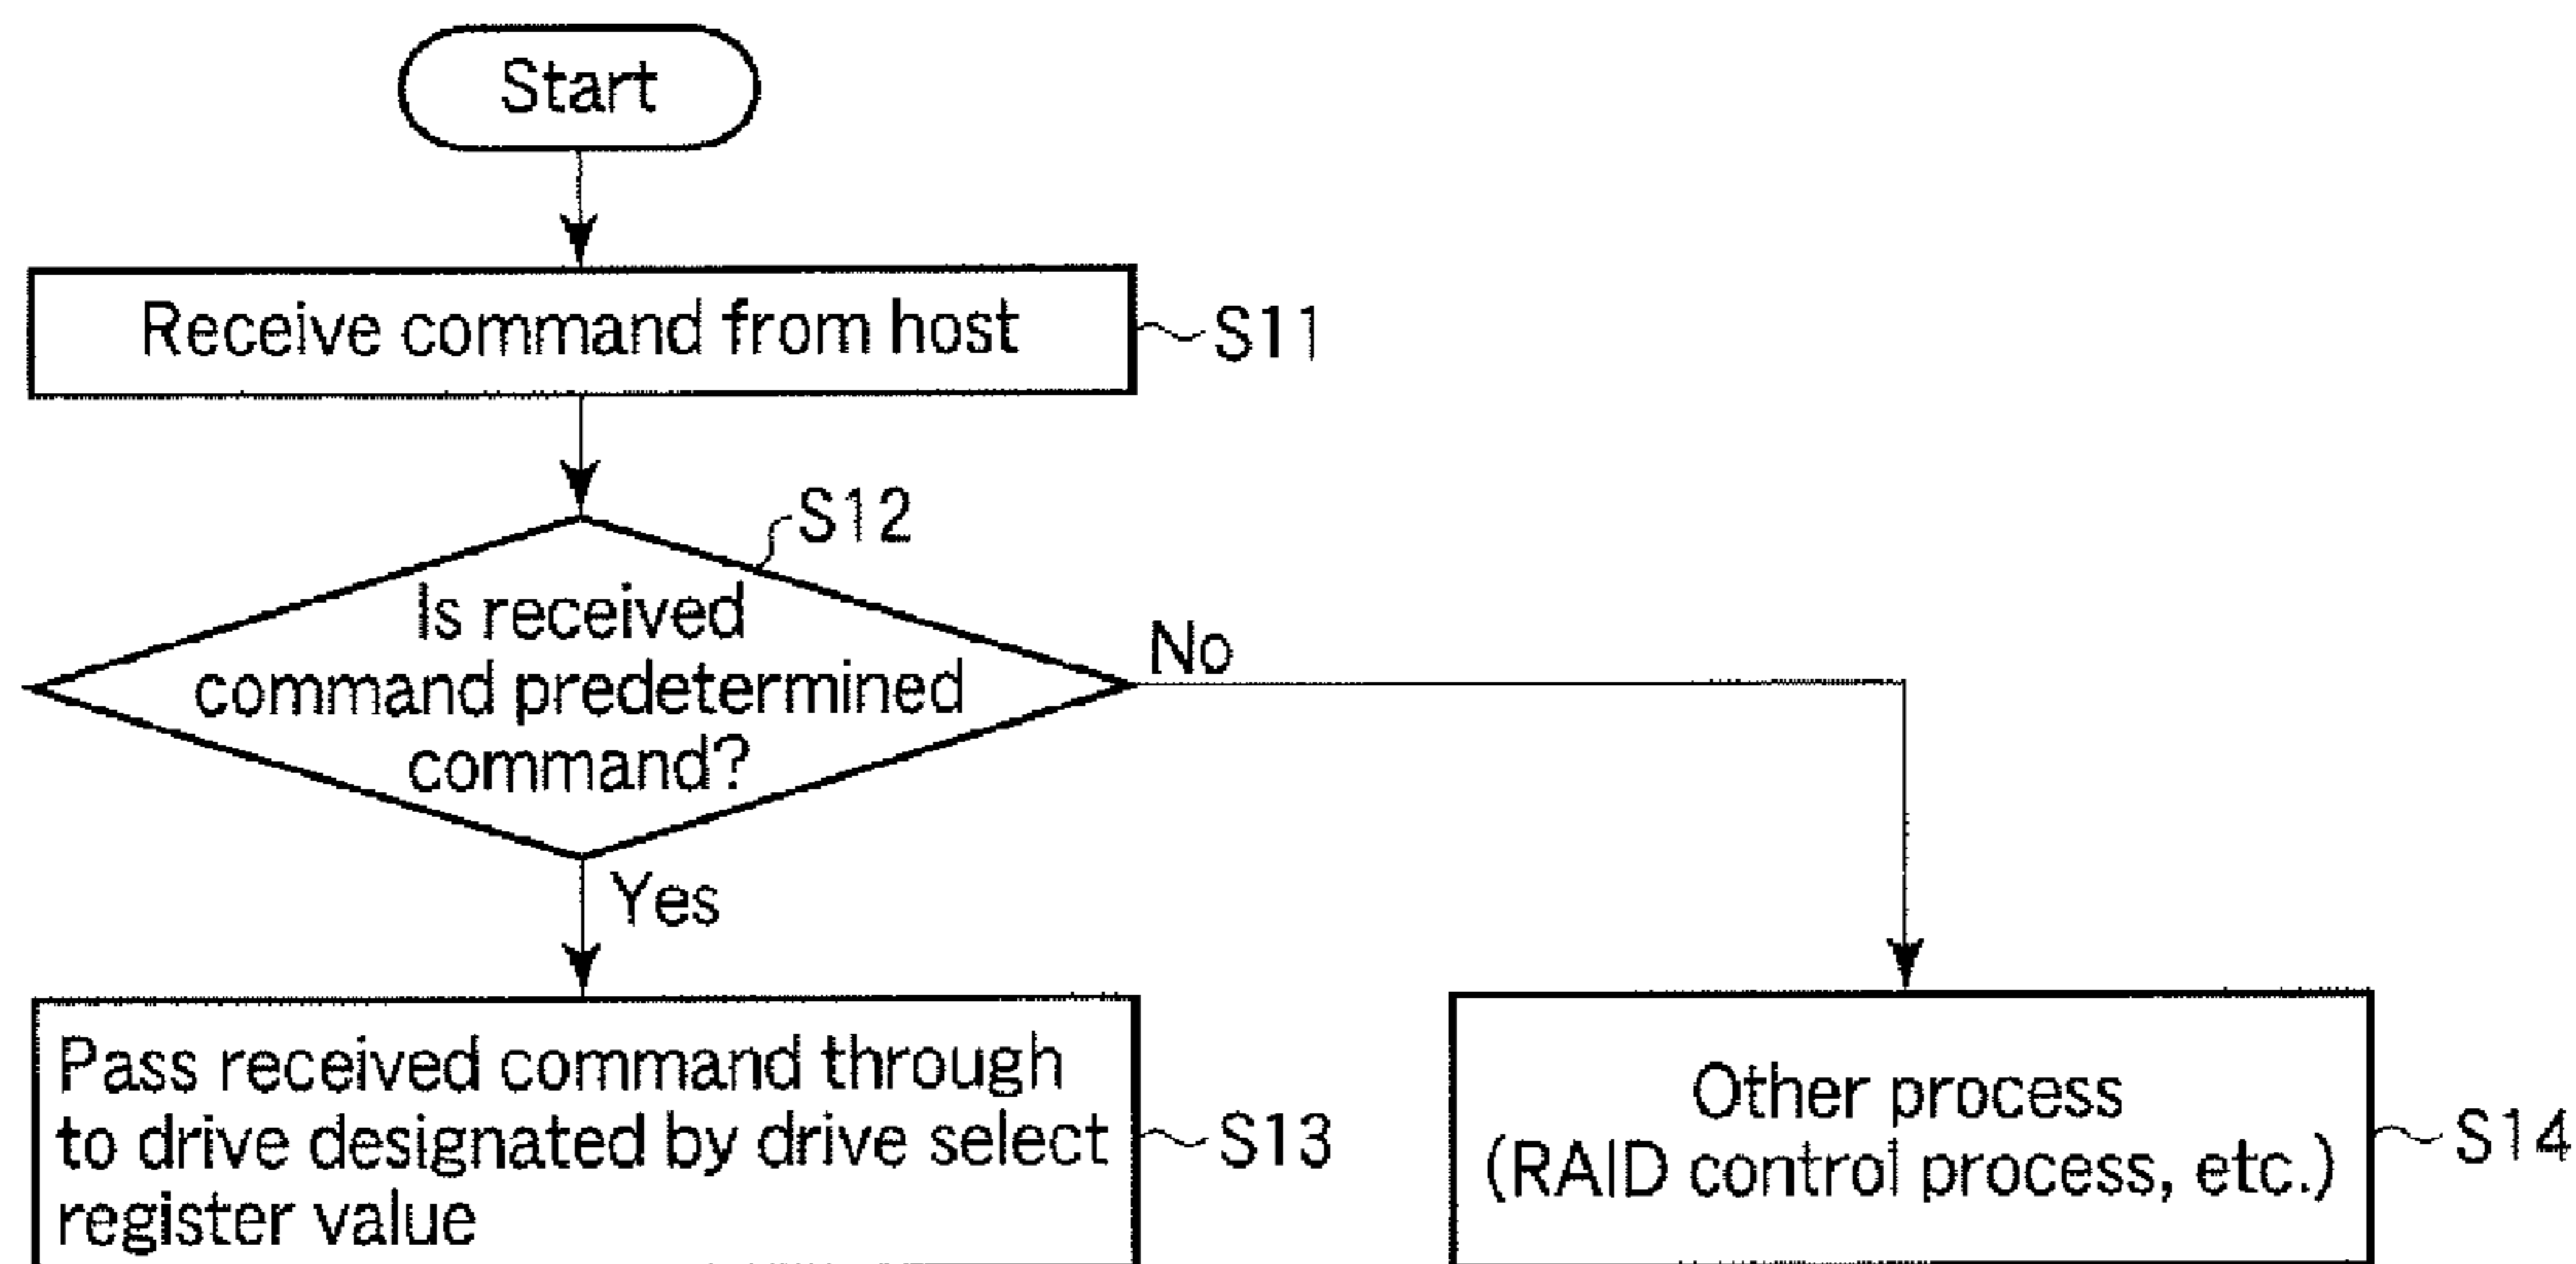 Start
Receive command from host
S11
S12
Is received
command predetermined
command?
No
Yes
Pass received command through
to drive designated by drive select
register value
S13
Other process
(RAID control process, etc.)
S14